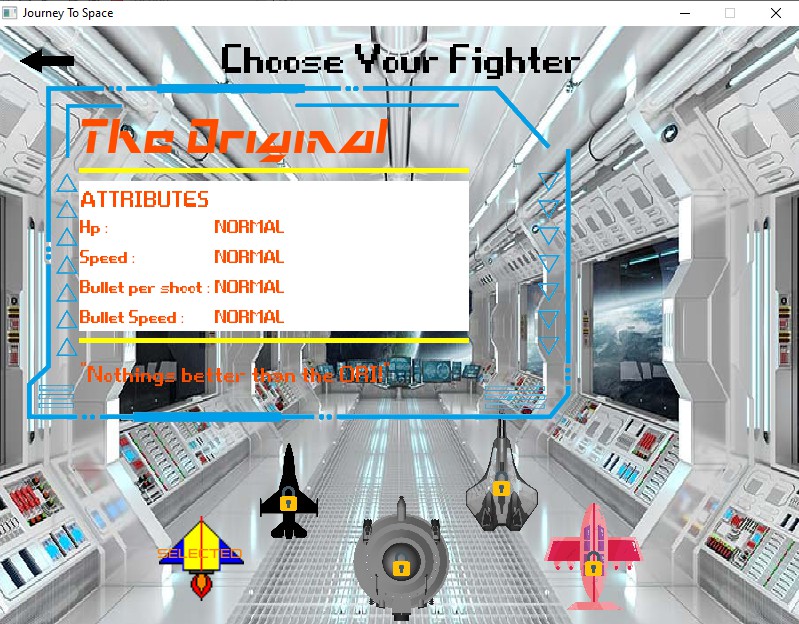 Journey To Space
Choose Your Fighter
The Original
ATTRIBUTES
Hp : NORMAL
Speed : NORMAL
Bullet per shoot : NORMAL
Bullet Speed : NORMAL
"Nothings better than the
SELECTED